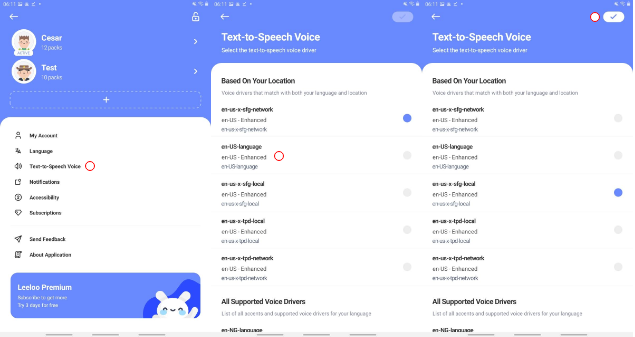 06:11
Cesar
12 packs
ACTIVE
Test
10 packs
+
My Account
Language
Text-to-Speech Voice
Notifications
Accessibility
Subscriptions
Send Feedback
About Application
Leeloo Premium
Subscribe to get more
Try 3 days for free
06:11
Text-to-Speech Voice
Select the text-to-speech voice driver
Based On Your Location
Voice drivers that match with both your language and location
en-us-x-sfg-network
en-US - Enhanced
en-us-x-sfg-network
en-US-language
en-US - Enhanced
en-US-language
en-us-x-sfg-local
en-US - Enhanced
en-us-x-sfg-local
en-us-x-tpd-local
en-US - Enhanced
en-us-x-tpd-local
en-us-x-tpd-network
en-US - Enhanced
en-us-x-tpd-network
All Supported Voice Drivers
List of all accents and supported voice drivers for your language
en-NG-language
06:11
Text-to-Speech Voice
Select the text-to-speech voice driver
Based On Your Location
Voice drivers that match with both your language and location
en-us-x-sfg-network
en-US - Enhanced
en-us-x-sfg-network
en-US-language
en-US - Enhanced
en-US-language
en-us-x-sfg-local
en-US - Enhanced
en-us-x-sfg-local
en-us-x-tpd-local
en-US - Enhanced
en-us-x-tpd-local
en-us-x-tpd-network
en-US - Enhanced
en-us-x-tpd-network
All Supported Voice Drivers
List of all accents and supported voice drivers for your language
en-NG-language